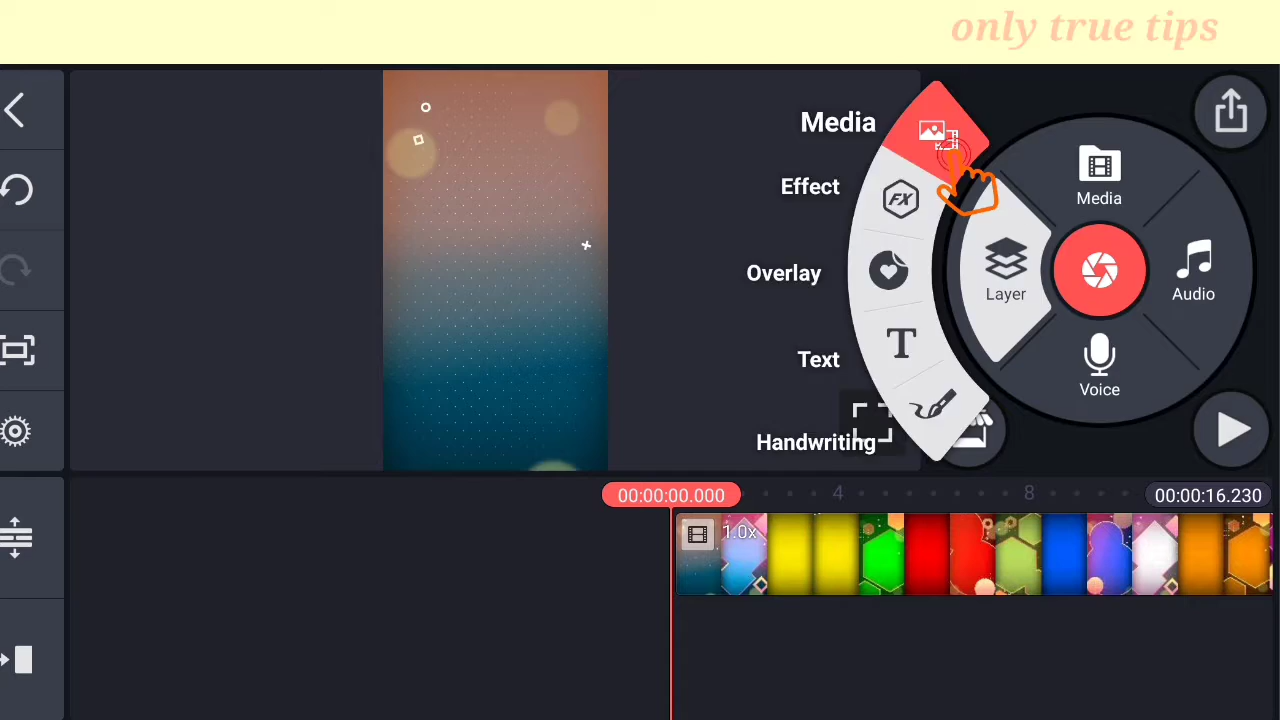 only true tips
Media
Effect
Overlay
Text
Handwriting
FX
T
Media
Layer
Audio
Voice
00:00:00.000
4
8
00:00:16.230
1.0x